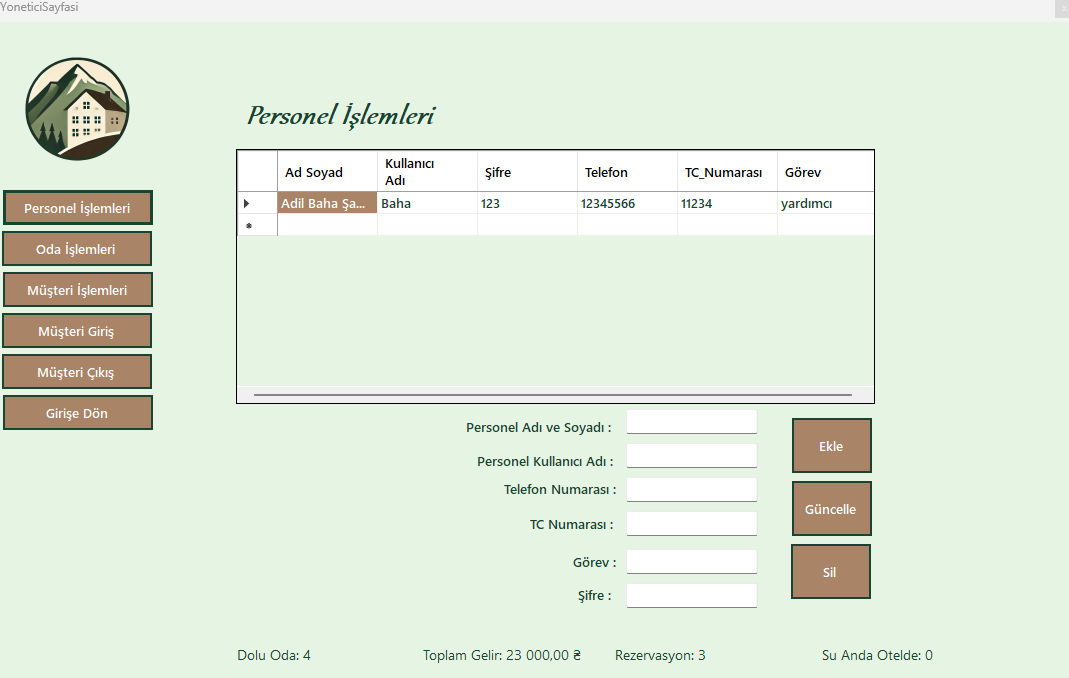 YoneticiSayfasi
Personel İşlemleri
Ad Soyad
Kullanıcı
Adı
Şifre
Telefon
TC_Numarası
Görev
Adil Baha Şa...
Baha
123
12345566
11234
yardımcı
Personel İşlemleri
Oda İşlemleri
Müşteri İşlemleri
Müşteri Giriş
Müşteri Çıkış
Girişe Dön
Personel Adı ve Soyadı :
Personel Kullanıcı Adı :
Telefon Numarası :
TC Numarası :
Görev :
Şifre :
Ekle
Güncelle
Sil
Dolu Oda: 4
Toplam Gelir: 23 000,00 ₴
Rezervasyon: 3
Su Anda Otelde: 0